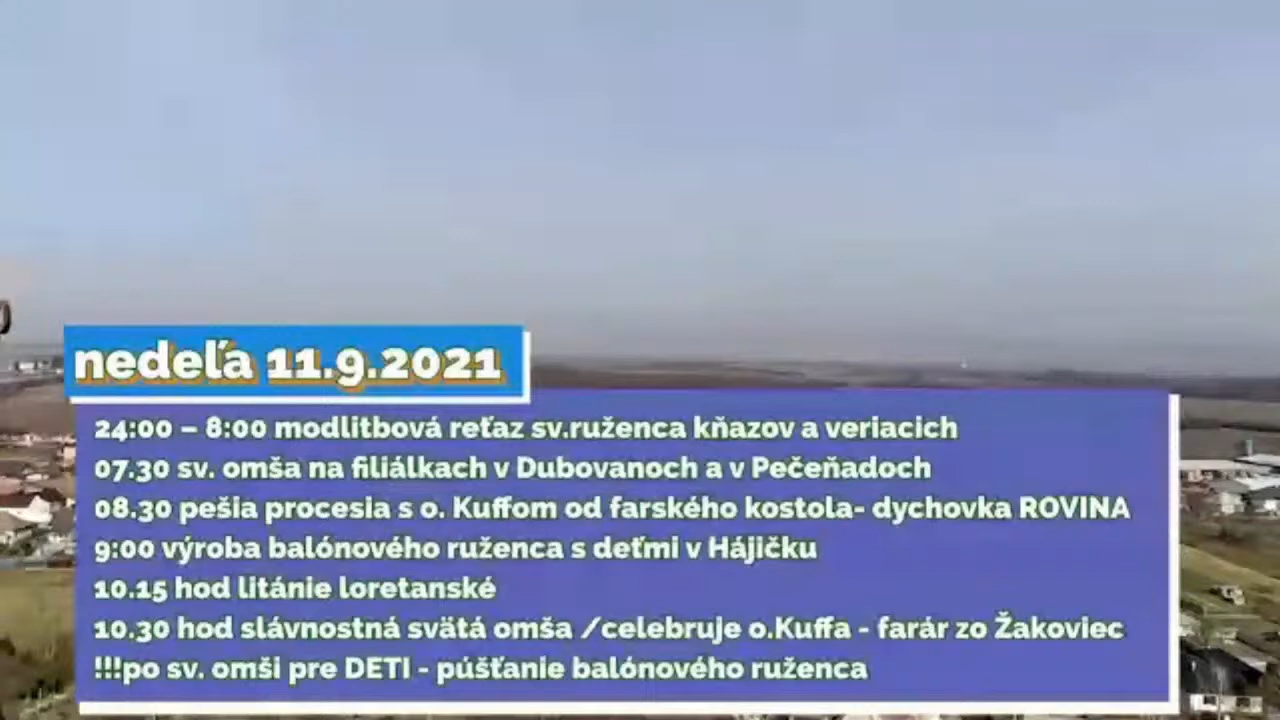 nedeľa 11.9.2021
24:00 – 8:00 modlitbová reťaz sv.ruženca kňazov a veriacich
07.30 sv. omša na filiálkach v Dubovanoch a v Pečeňadoch
08.30 pešia procesia s o. Kuffom od farského kostola- dychovka ROVINA
9:00 výroba balónového ruženca s deťmi v Hájičku
10.15 hod litánie loretanské
10.30 hod slávnostná svätá omša /celebruje o.Kuffa - farár zo Žakoviec
!!!po sv. omši pre DETI - púšťanie balónového ruženca